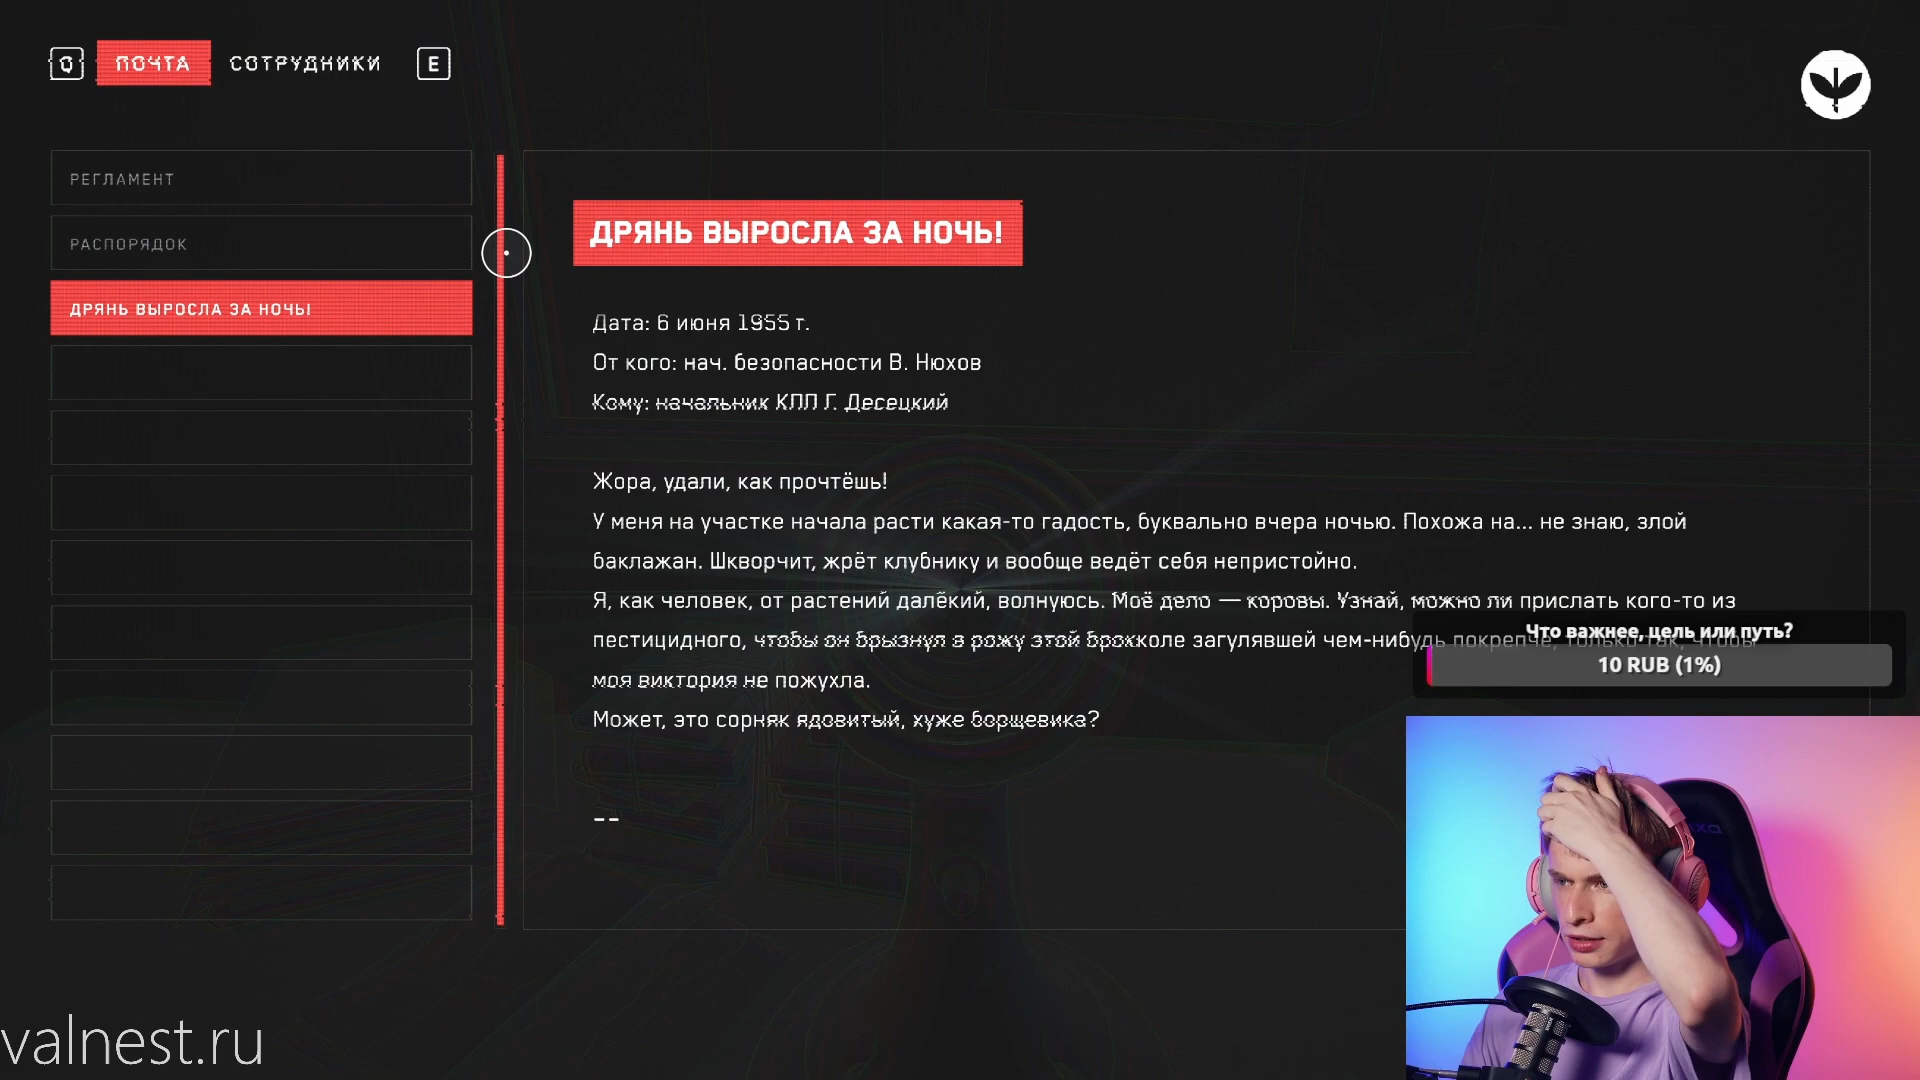 Q ПОЧТА СОТРУДНИКИ E
РЕГЛАМЕНТ
РАСПОРЯДОК
ДРЯНЬ ВЫРОСЛА ЗА НОЧЬ!
ДРЯНЬ ВЫРОСЛА ЗА НОЧЬ!
Дата: 6 июня 1955 г.
От кого: нач. безопасности В. Нюхов
Кому: начальник КПП Г. Десецкий
Жора, удали, как прочтёшь!
У меня на участке начала расти какая-то гадость, буквально вчера ночью. Похожа на... не знаю, злой
баклажан. Шкворчит, жрёт клубнику и вообще ведёт себя непристойно.
Я, как человек, от растений далёкий, волнуюсь. Моё дело — коровы. Узнай, можно ли прислать кого-то из
пестицидного, чтобы он брызнул в рожу этой брокколе загулявшей чем-нибудь покрепче, только так, чтобы
моя виктория не пожухла.
Может, это сорняк ядовитый, хуже борщевика?
--
Что важнее, цель или путь?
10 RUB (1%)
valnest.ru